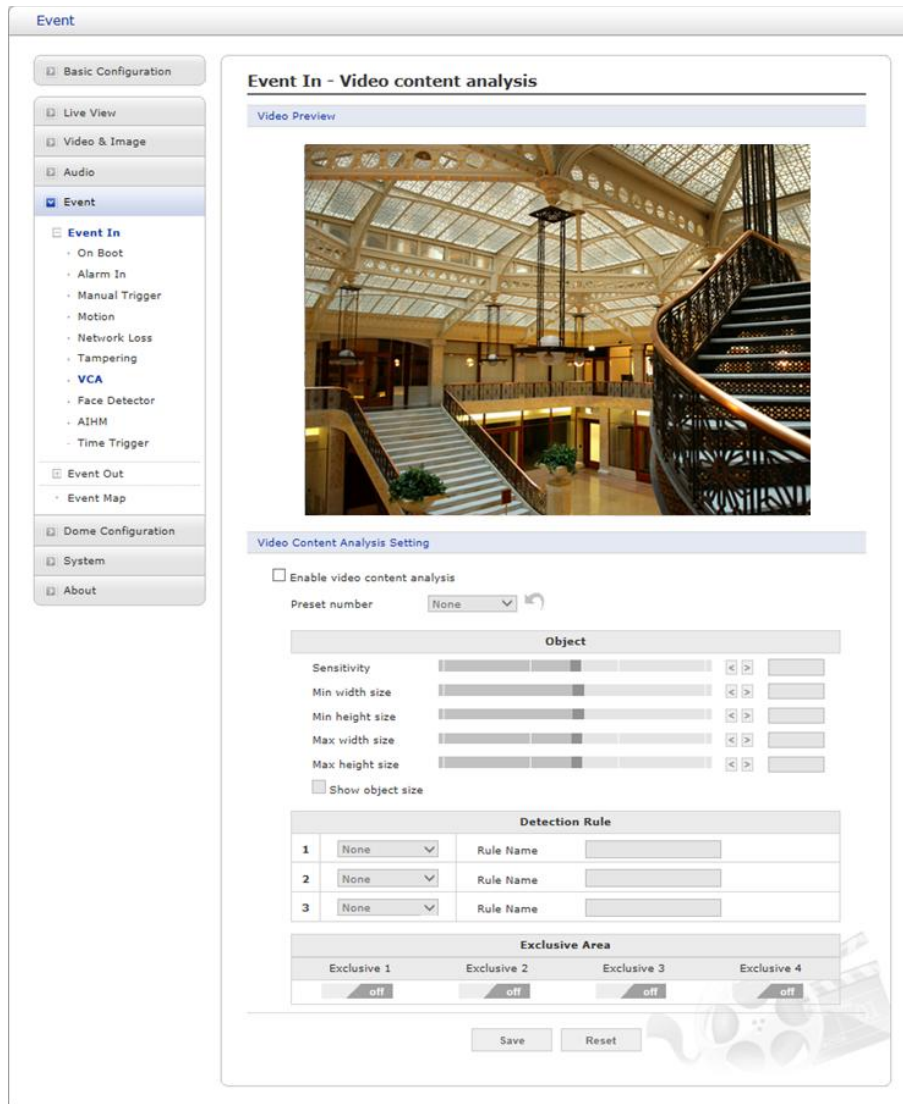 Event
Basic Configuration
Live View
Video & Image
Audio
Event
Event In
On Boot
Alarm In
Manual Trigger
Motion
Network Loss
Tampering
VCA
Face Detector
AIHM
Time Trigger
Event Out
Event Map
Dome Configuration
System
About
Event In - Video content analysis
Video Preview
Video Content Analysis Setting
Enable video content analysis
Preset number None
Object
Sensitivity < >
Min width size < >
Min height size < >
Max width size < >
Max height size < >
Show object size
Detection Rule
1 None Rule Name
2 None Rule Name
3 None Rule Name
Exclusive Area
Exclusive 1 Exclusive 2 Exclusive 3 Exclusive 4
off off off off
Save Reset